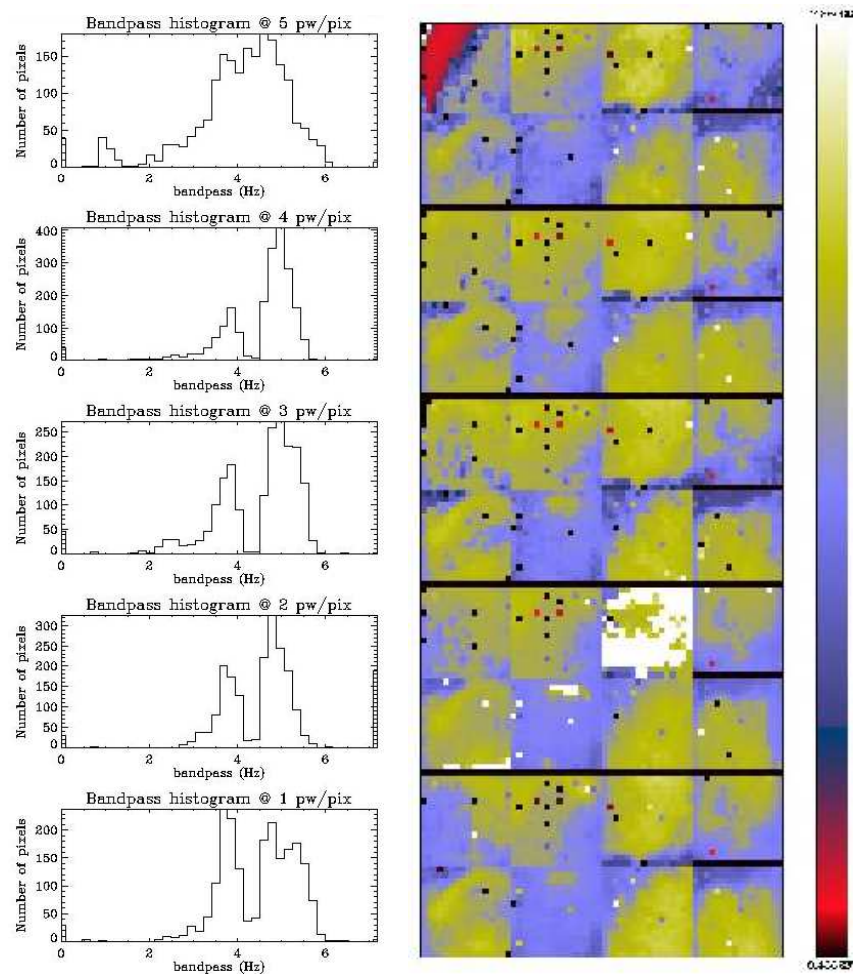 Bandpass histogram @ 5 pw/pix
Number of pixels
150
100
50
0
0 2 4 6
bandpass (Hz)
Bandpass histogram @ 4 pw/pix
Number of pixels
400
300
200
100
0
0 2 4 6
bandpass (Hz)
Bandpass histogram @ 3 pw/pix
Number of pixels
250
200
150
100
50
0
0 2 4 6
bandpass (Hz)
Bandpass histogram @ 2 pw/pix
Number of pixels
300
250
200
150
100
50
0
0 2 4 6
bandpass (Hz)
Bandpass histogram @ 1 pw/pix
Number of pixels
200
150
100
50
0
0 2 4 6
bandpass (Hz)